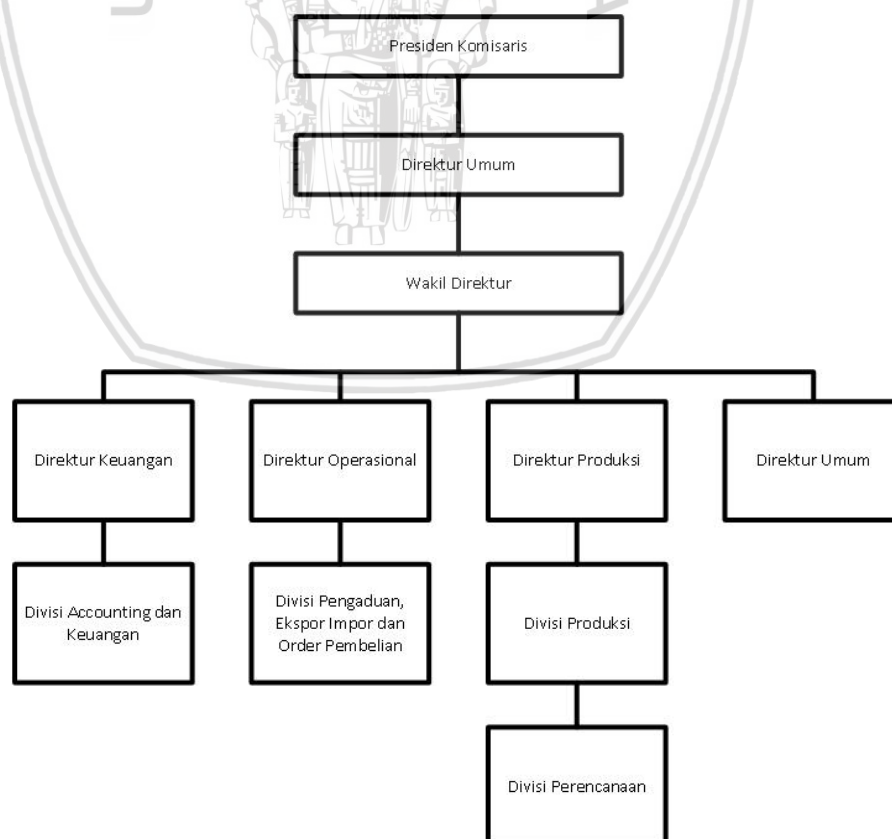 Presiden Komisaris
Direktur Umum
Wakil Direktur
Direktur Keuangan
Direktur Operasional
Direktur Produksi
Direktur Umum
Divisi Accounting dan
Keuangan
Divisi Pengaduan,
Ekspor Impor dan
Order Pembelian
Divisi Produksi
Divisi Perencanaan